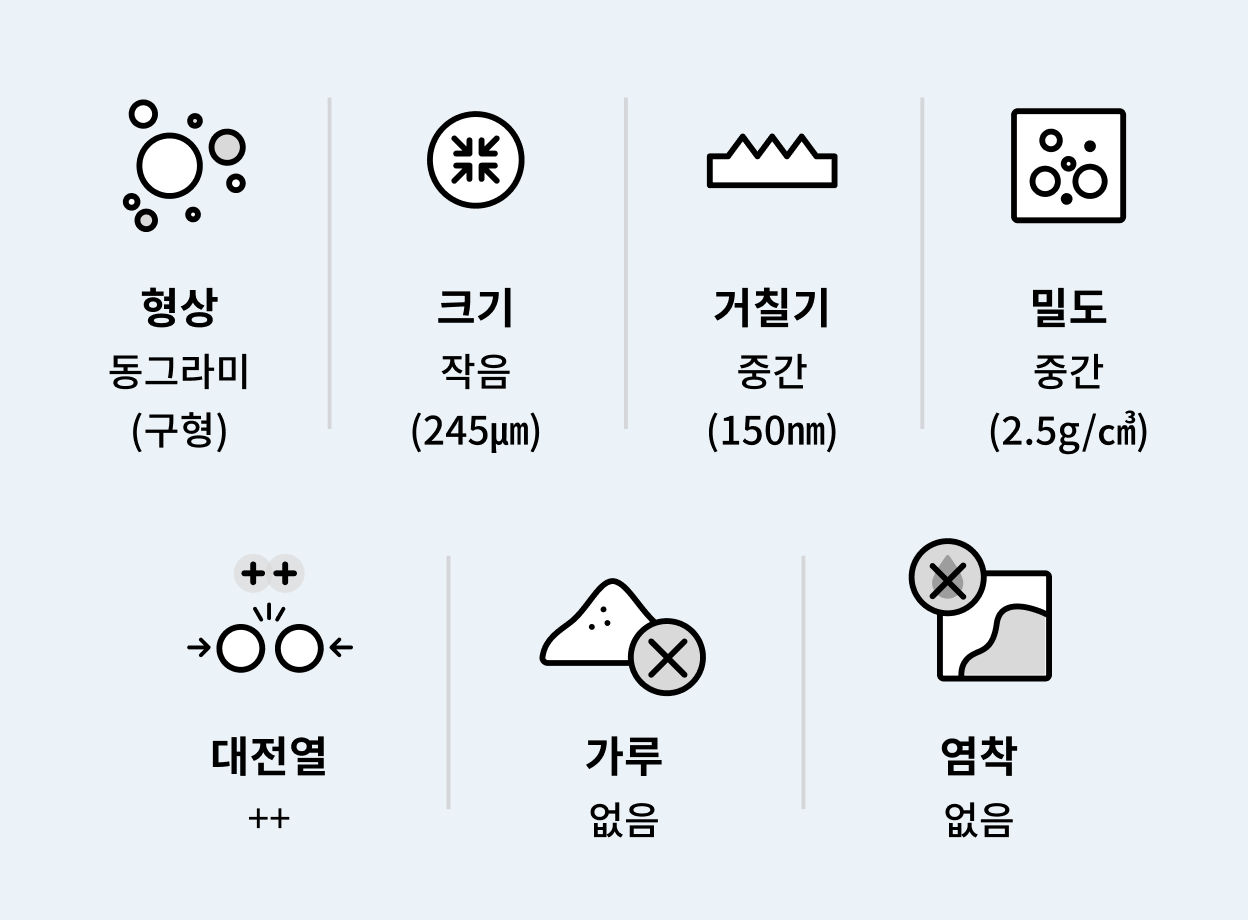 형상
동그라미
(구형)
크기
작음
(245㎛)
거칠기
중간
(150㎚)
밀도
중간
(2.5g/㎤)
++
대전열
++
가루
없음
염착
없음